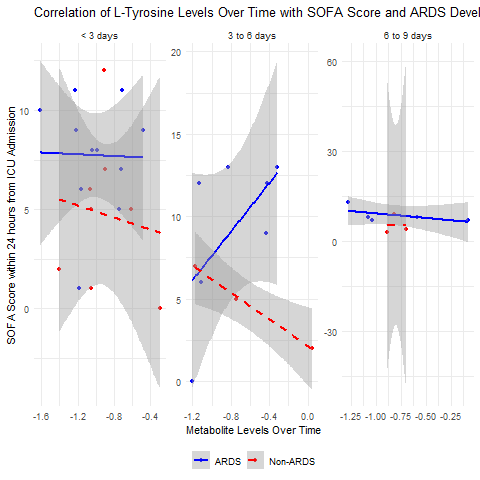 Correlation of L-Tyrosine Levels Over Time with SOFA Score and ARDS Devel
< 3 days
3 to 6 days
6 to 9 days
SOFA Score within 24 hours from ICU Admission
10
5
0
20
15
10
5
0
60
30
0
-30
-1.6 -1.2 -0.8 -0.4
-1.2 -0.8 -0.4 0.0
-1.25 -1.00 -0.75 -0.50 -0.25
Metabolite Levels Over Time
ARDS Non-ARDS